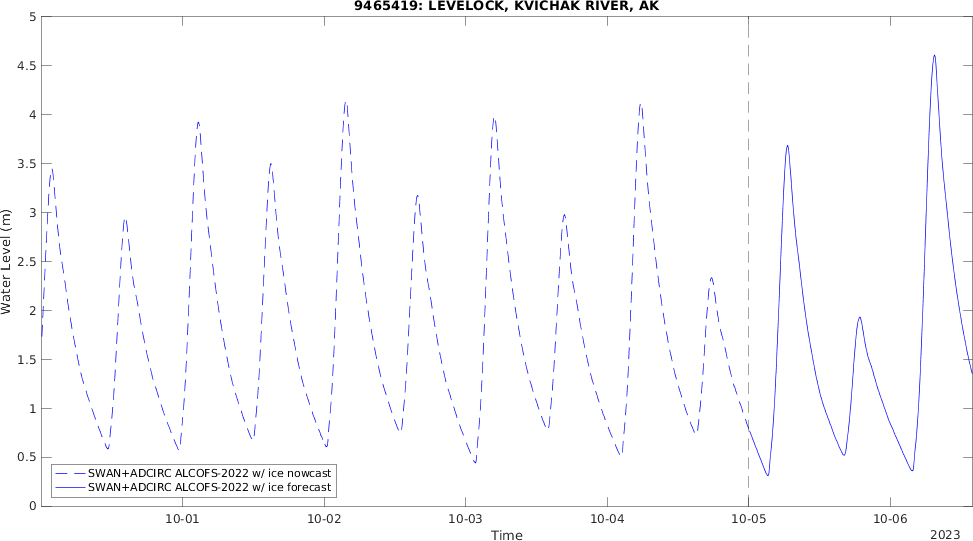 9465419: LEVELOCK, KVICHAK RIVER, AK
5
4.5
4
3.5
3
2.5
2
1.5
1
0.5
0
Water Level (m)
SWAN+ADCIRC ALCOFS-2022 w/ ice nowcast
SWAN+ADCIRC ALCOFS-2022 w/ ice forecast
10-01 10-02 10-03 10-04 10-05 10-06
Time
2023